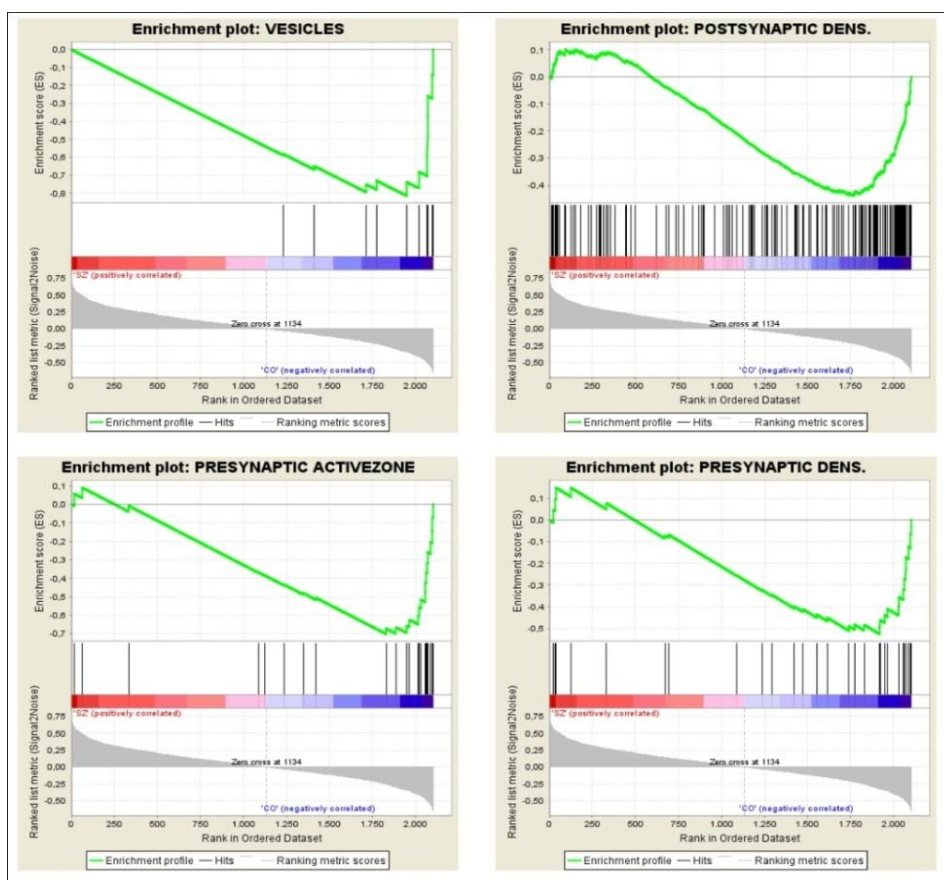 Enrichment plot: VESICLES
Enrichment score (ES)
0,0
-0,1
-0,2
-0,3
-0,4
-0,5
-0,6
-0,7
-0,8
'SZ' (positively correlated)
Ranked list metric (Signal2Noise)
0,75
0,50
0,25
0,00
-0,25
-0,50
Zero cross at 1134
'CO' (negatively correlated)
0 250 500 750 1.000 1.250 1.500 1.750 2.000
Rank in Ordered Dataset
Enrichment profile Hits Ranking metric scores
Enrichment plot: POSTSYNAPTIC DENS.
Enrichment score (ES)
0,1
0,0
-0,1
-0,2
-0,3
-0,4
'SZ' (positively correlated)
Ranked list metric (Signal2Noise)
0,75
0,50
0,25
0,00
-0,25
-0,50
Zero cross at 1134
'CO' (negatively correlated)
0 250 500 750 1.000 1.250 1.500 1.750 2.000
Rank in Ordered Dataset
Enrichment profile Hits Ranking metric scores
Enrichment plot: PRESYNAPTIC ACTIVEZONE
Enrichment score (ES)
0,1
0,0
-0,1
-0,2
-0,3
-0,4
-0,5
-0,6
-0,7
'SZ' (positively correlated)
Ranked list metric (Signal2Noise)
0,75
0,50
0,25
0,00
-0,25
-0,50
Zero cross at 1134
'CO' (negatively correlated)
0 250 500 750 1.000 1.250 1.500 1.750 2.000
Rank in Ordered Dataset
Enrichment profile Hits Ranking metric scores
Enrichment plot: PRESYNAPTIC DENS.
Enrichment score (ES)
0,1
0,0
-0,1
-0,2
-0,3
-0,4
-0,5
'SZ' (positively correlated)
Ranked list metric (Signal2Noise)
0,75
0,50
0,25
0,00
-0,25
-0,50
Zero cross at 1134
'CO' (negatively correlated)
0 250 500 750 1.000 1.250 1.500 1.750 2.000
Rank in Ordered Dataset
Enrichment profile Hits Ranking metric scores